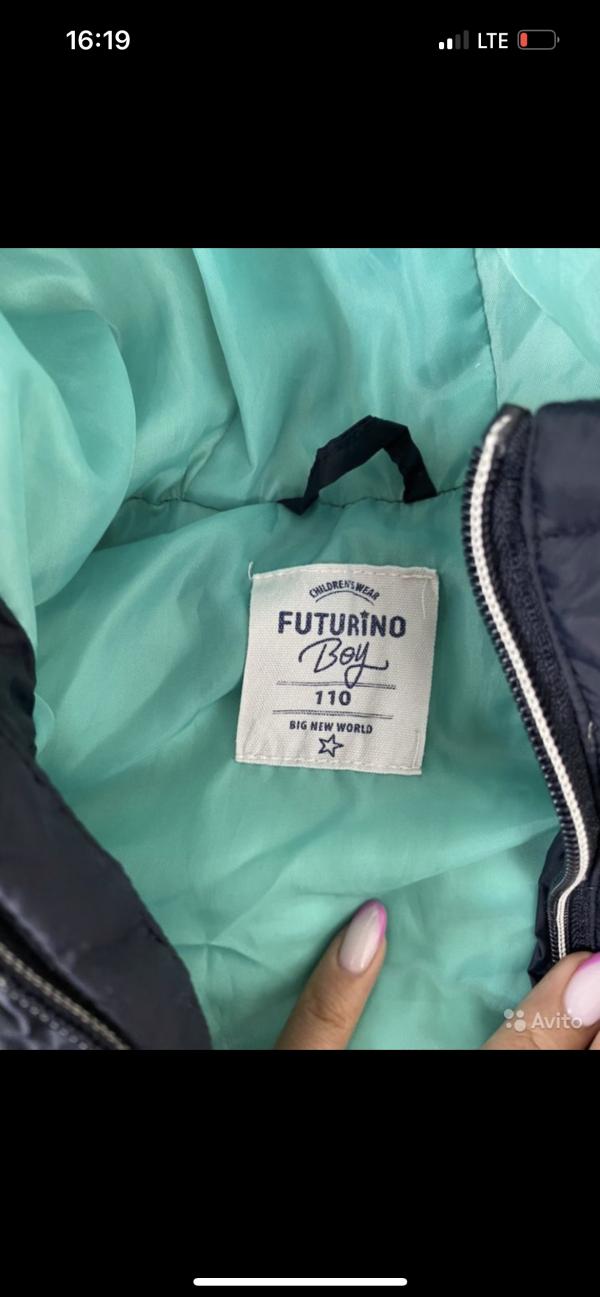 16:19
LTE
CHILDREN'S WEAR
FUTURINO
Boy
110
BIG NEW WORLD
Avito